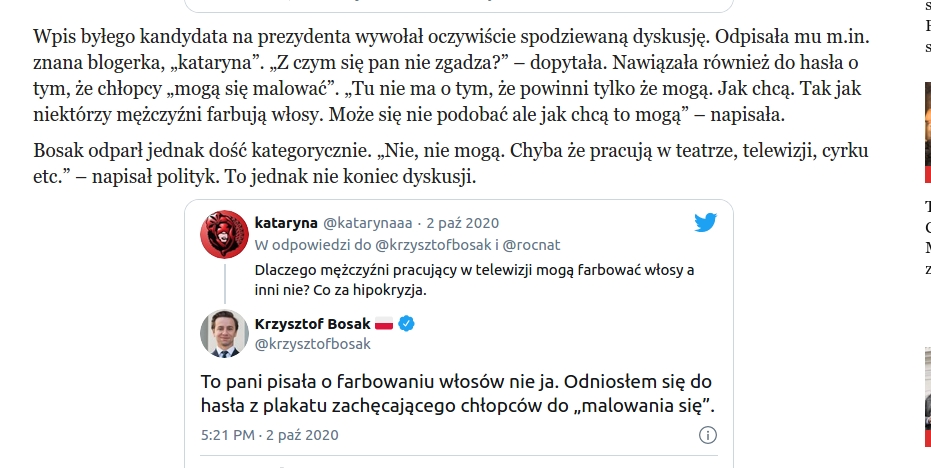 Wpis byłego kandydata na prezydenta wywołał oczywiście spodziewaną dyskusję. Odpisała mu m.in.
znana blogerka, „kataryna”. „Z czym się pan nie zgadza?” – dopytała. Nawiązała również do hasła o
tym, że chłopcy „mogą się malować”. „Tu nie ma o tym, że powinni tylko że mogą. Jak chcą. Tak jak
niektórzy mężczyźni farbują włosy. Może się nie podobać ale jak chcą to mogą” – napisała.
Bosak odparł jednak dość kategorycznie. „Nie, nie mogą. Chyba że pracują w teatrze, telewizji, cyrku
etc.” – napisał polityk. To jednak nie koniec dyskusji.
kataryna @katarynaaa · 2 paź 2020
W odpowiedzi do @krzysztofbosak i @rocnat
Dlaczego mężczyźni pracujący w telewizji mogą farbować włosy a
inni nie? Co za hipokryzja.
Krzysztof Bosak
@krzysztofbosak
To pani pisała o farbowaniu włosów nie ja. Odniosłem się do
hasła z plakatu zachęcającego chłopców do „malowania się”.
5:21 PM · 2 paź 2020